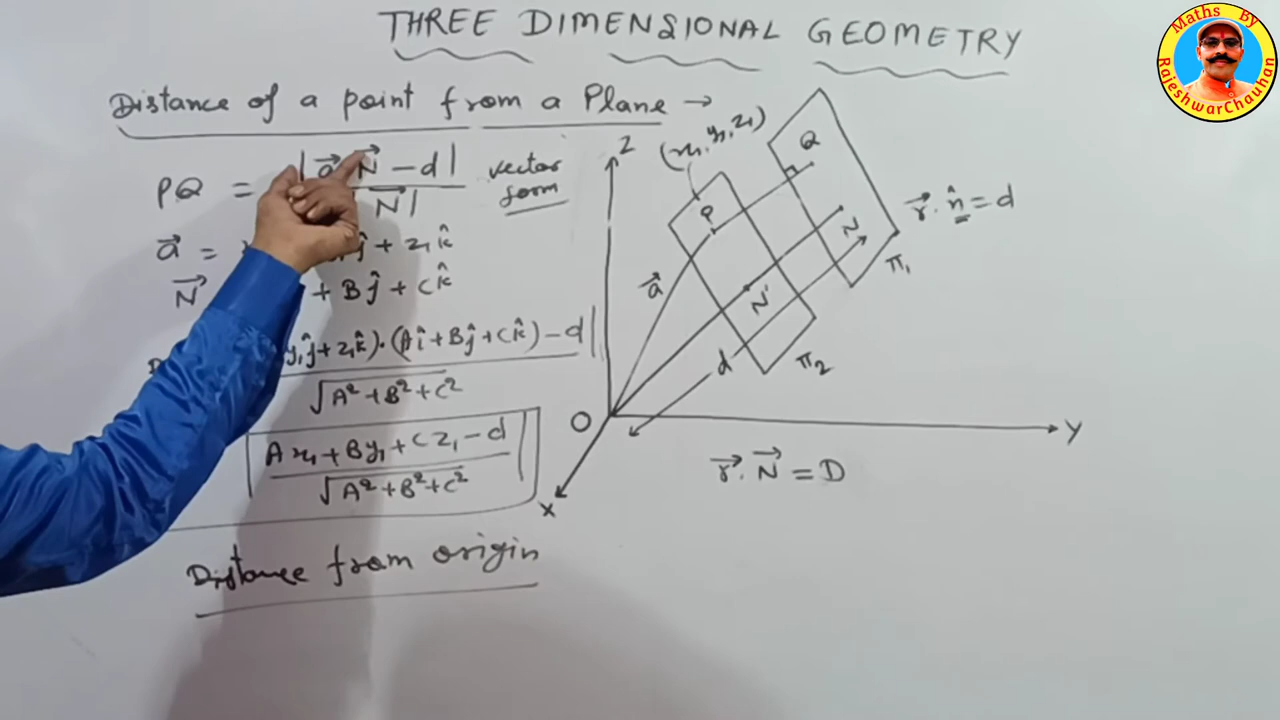 THREE DIMENSIONAL GEOMETRY
Maths By
RajeshwarChauhan
Distance of a point from a Plane →
PQ = |a⃗ N⃗ – d|
N⃗|
vector
form
a⃗ = ĵ + z₁k̂
N⃗ + Bĵ + Ck̂
y₁ĵ + z₁k̂)·(Aî + Bĵ + Ck̂) – d|
√A² + B² + C²
Ax₁ + By₁ + Cz₁ – d|
√A² + B² + C²
Distance from origin
Z
(x₁, y₁, z₁)
P
Q
r⃗. n̂ = d
π₁
N
a⃗
N'
d
π₂
O
Y
X
r⃗. N⃗ = D